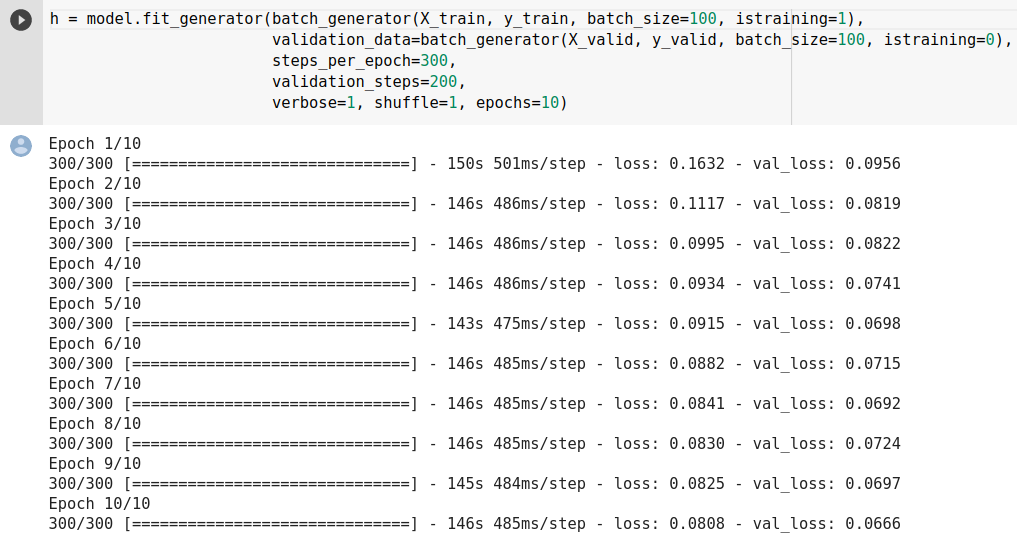 h = model.fit_generator(batch_generator(X_train, y_train, batch_size=100, istraining=1),
validation_data=batch_generator(X_valid, y_valid, batch_size=100, istraining=0),
steps_per_epoch=300,
validation_steps=200,
verbose=1, shuffle=1, epochs=10)
Epoch 1/10
300/300 [==============================] - 150s 501ms/step - loss: 0.1632 - val_loss: 0.0956
Epoch 2/10
300/300 [==============================] - 146s 486ms/step - loss: 0.1117 - val_loss: 0.0819
Epoch 3/10
300/300 [==============================] - 146s 486ms/step - loss: 0.0995 - val_loss: 0.0822
Epoch 4/10
300/300 [==============================] - 146s 486ms/step - loss: 0.0934 - val_loss: 0.0741
Epoch 5/10
300/300 [==============================] - 143s 475ms/step - loss: 0.0915 - val_loss: 0.0698
Epoch 6/10
300/300 [==============================] - 146s 485ms/step - loss: 0.0882 - val_loss: 0.0715
Epoch 7/10
300/300 [==============================] - 146s 485ms/step - loss: 0.0841 - val_loss: 0.0692
Epoch 8/10
300/300 [==============================] - 146s 485ms/step - loss: 0.0830 - val_loss: 0.0724
Epoch 9/10
300/300 [==============================] - 145s 484ms/step - loss: 0.0825 - val_loss: 0.0697
Epoch 10/10
300/300 [==============================] - 146s 485ms/step - loss: 0.0808 - val_loss: 0.0666